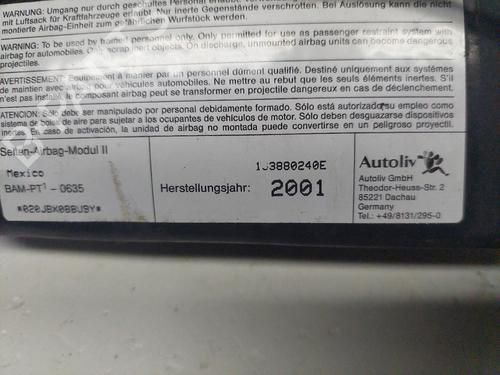 WARNUNG: Umgang nur durch geschultes Personal
mit Luftsack für Kraftfahrzeuge erlaubt. Nur inerte Gegenstände verschrotten. Bei Auslösung kann die nicht
montierte Airbag-Einheit zum gefährlichen Wurfstück werden.
WARNING: To be used by trained personnel only. Only permitted for use as passenger restraint system with
airbag for automobiles. Only scrap inert objects. On discharge, unmounted airbag units can become dangerous
projectiles.
AVERTISSEMENT: Equipement à manier par un personnel dûment qualifié. Destiné uniquement aux systèmes
de maintien avec airbag pour véhicules automobiles. Ne mettre au rebut que les seuls éléments inertes. S'il
n'est pas installé, le composant airbag peut se transformer en projectile dangereux en cas de déclenchement.
ATENCIÓN: Sólo debe ser manipulado por personal debidamente formado. Sólo está autorizado su empleo como
sistema de bolsa de aire para sujetar a los ocupantes de vehículos de motor. Sólo deben desguazarse dispositivos
inertes. En caso de activación, la unidad de airbag no montada puede convertirse en un peligroso proyectil.
Seiten-Airbag-Modul II
Mexico
BAM-PT1 - 0635
*020JBX0BBU9Y*
1J3880240E
Herstellungsjahr: 2001
Autoliv
Autoliv GmbH
Theodor-Heuss-Str. 2
85221 Dachau
Germany
Tel.: +49/8131/295-0